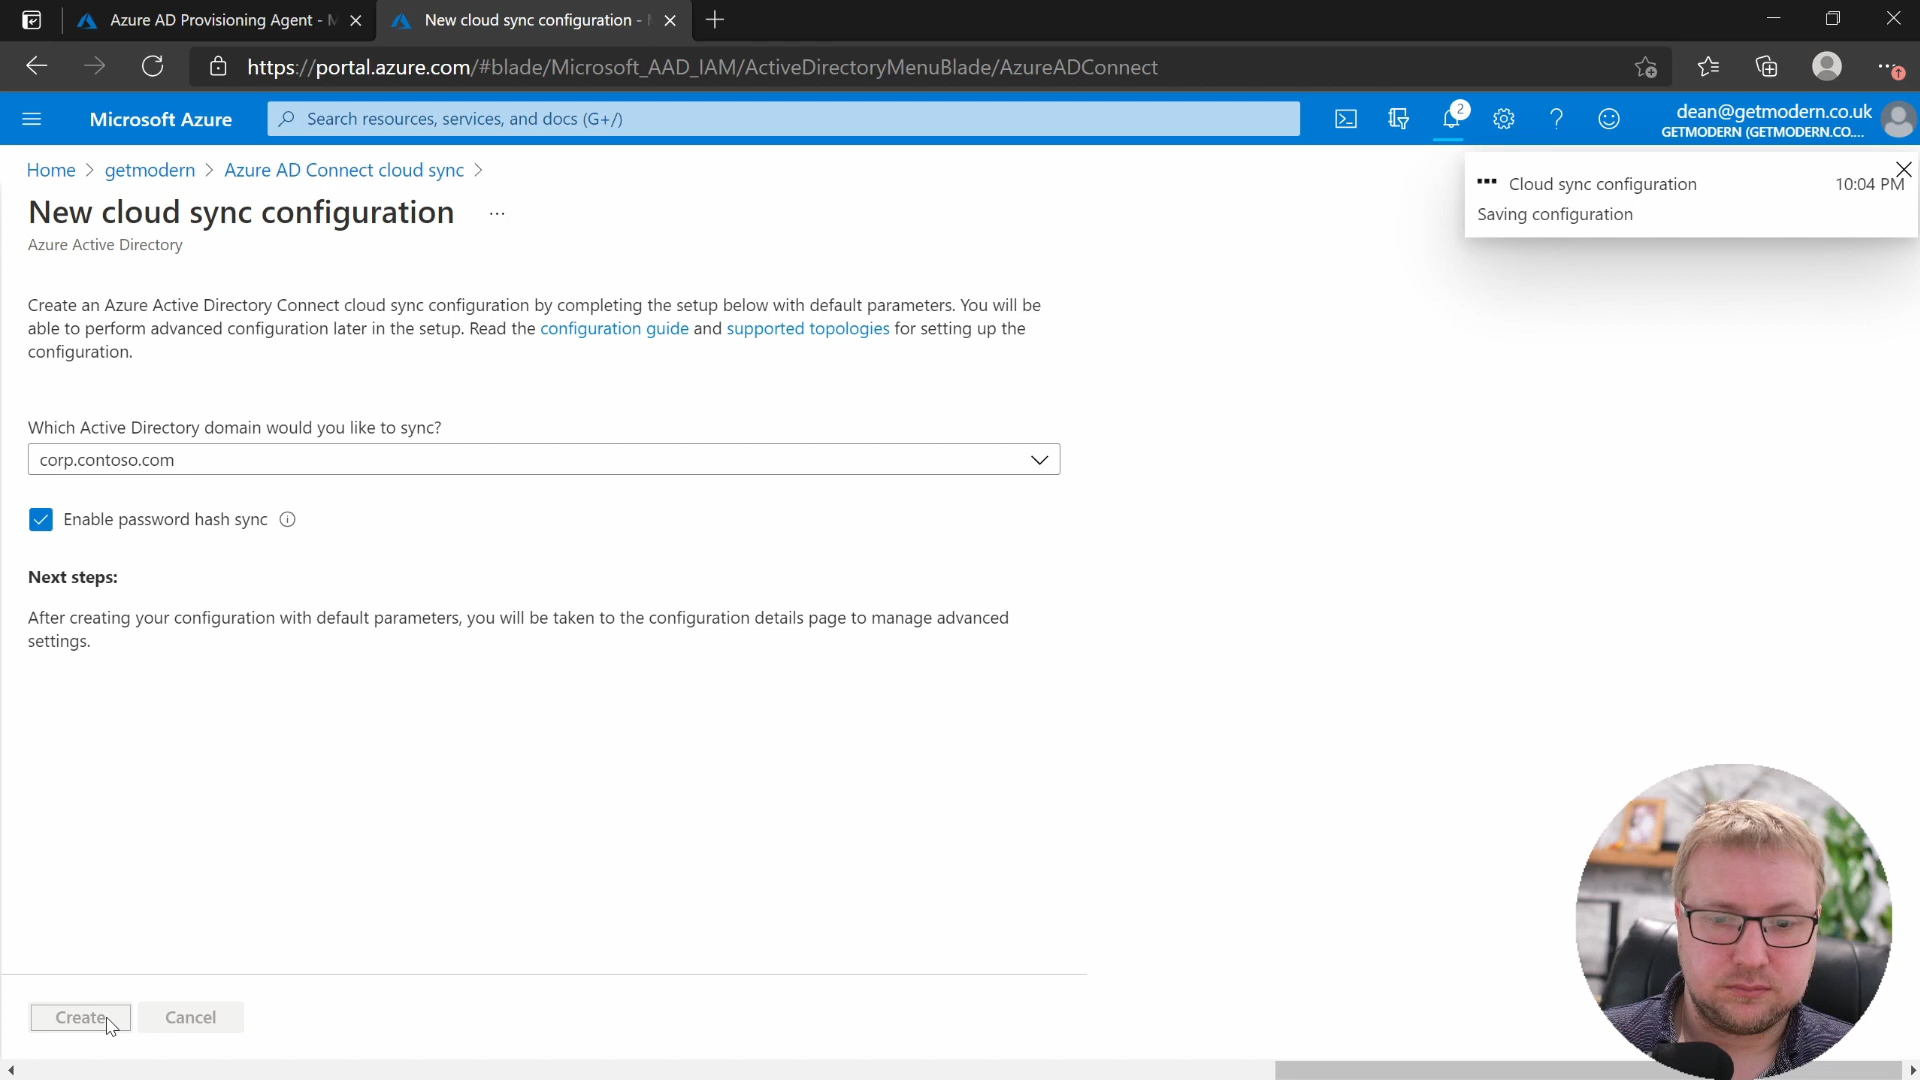 Azure AD Provisioning Agent - M
New cloud sync configuration - M
https://portal.azure.com/#blade/Microsoft_AAD_IAM/ActiveDirectoryMenuBlade/AzureADConnect
Microsoft Azure
Search resources, services, and docs (G+/)
2
dean@getmodern.co.uk
GETMODERN (GETMODERN.CO....
Home > getmodern > Azure AD Connect cloud sync >
New cloud sync configuration ...
Azure Active Directory
Cloud sync configuration 10:04 PM
Saving configuration
Create an Azure Active Directory Connect cloud sync configuration by completing the setup below with default parameters. You will be
able to perform advanced configuration later in the setup. Read the configuration guide and supported topologies for setting up the
configuration.
Which Active Directory domain would you like to sync?
corp.contoso.com
Enable password hash sync
Next steps:
After creating your configuration with default parameters, you will be taken to the configuration details page to manage advanced
settings.
Create
Cancel